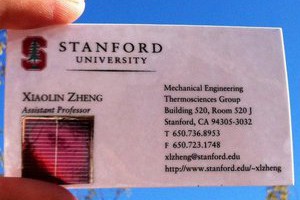 STANFORD
UNIVERSITY
XIAOLIN ZHENG
Assistant Professor
Mechanical Engineering
Thermosciences Group
Building 520, Room 520 J
Stanford, CA 94305-3032
T 650.736.8953
F 650.723.1748
xlzheng@stanford.edu
http://www.stanford.edu/~xlzheng